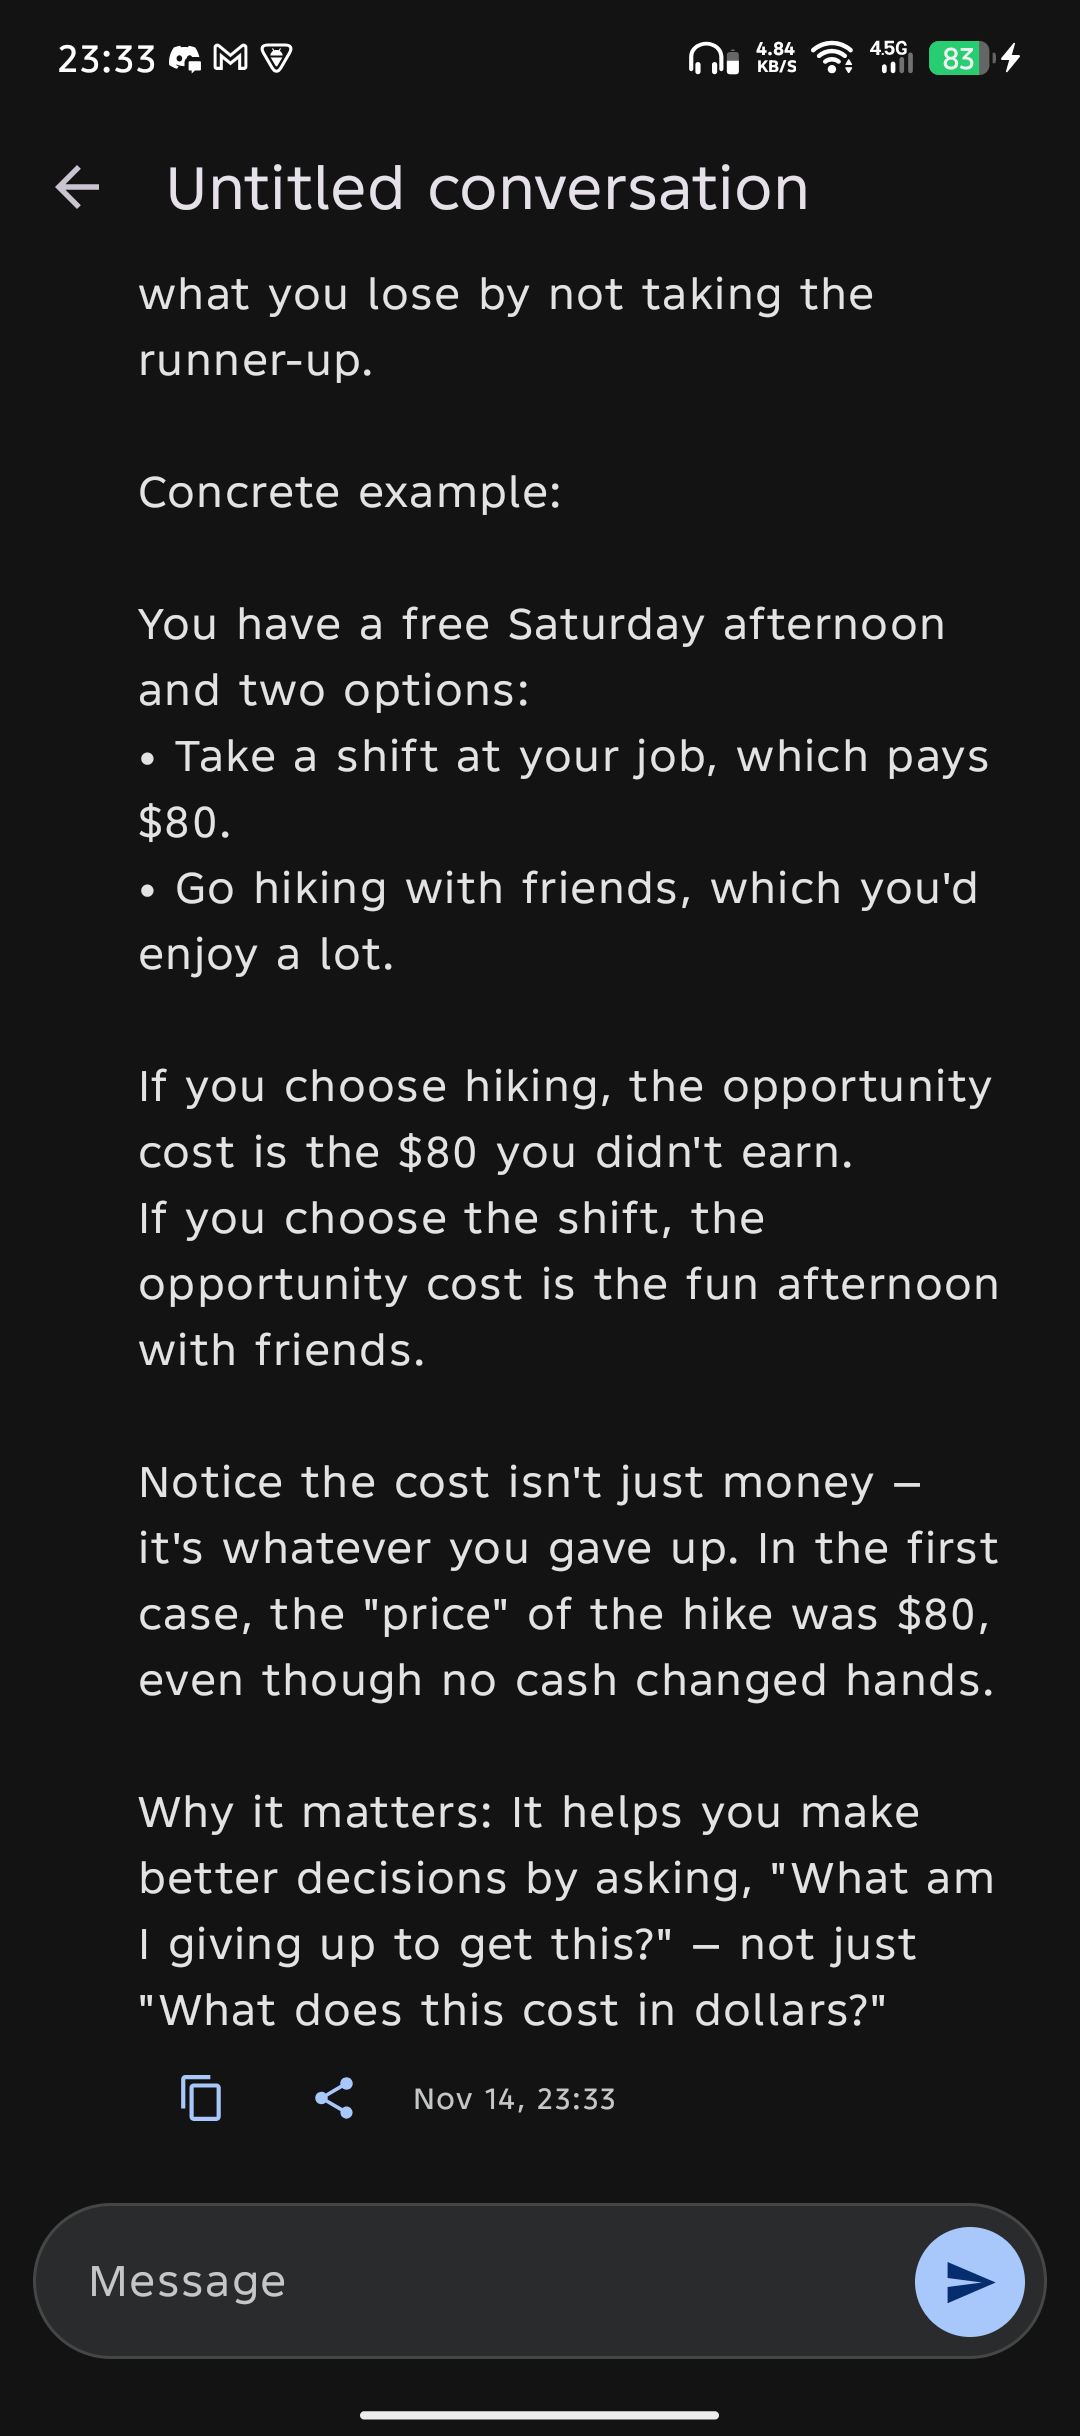 23:33
4.84
KB/S
4.5G
83
Untitled conversation
what you lose by not taking the
runner-up.
Concrete example:
You have a free Saturday afternoon
and two options:
• Take a shift at your job, which pays
$80.
• Go hiking with friends, which you'd
enjoy a lot.
If you choose hiking, the opportunity
cost is the $80 you didn't earn.
If you choose the shift, the
opportunity cost is the fun afternoon
with friends.
Notice the cost isn't just money —
it's whatever you gave up. In the first
case, the "price" of the hike was $80,
even though no cash changed hands.
Why it matters: It helps you make
better decisions by asking, "What am
I giving up to get this?" — not just
"What does this cost in dollars?"
Nov 14, 23:33
Message